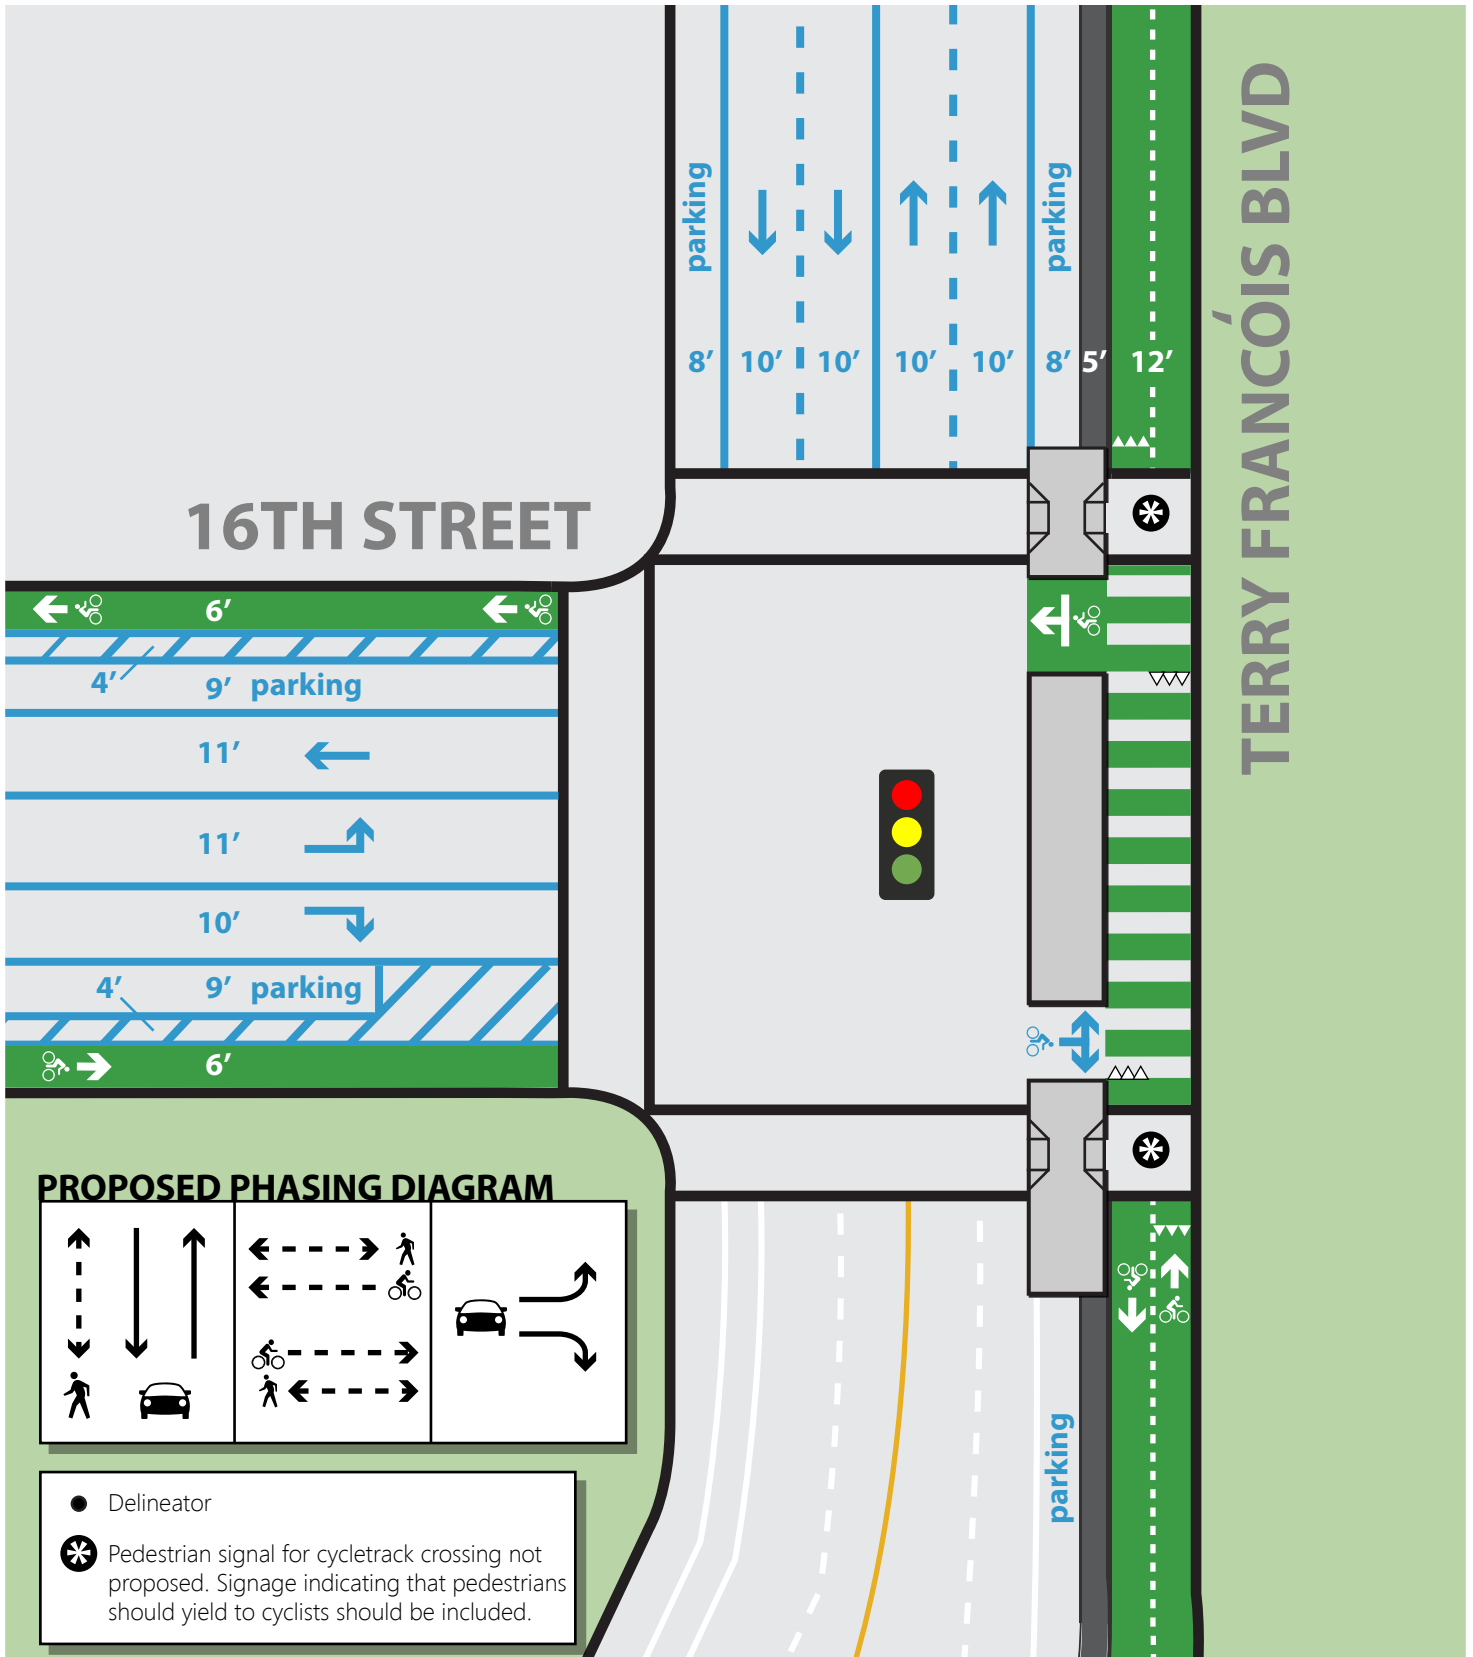 parking
parking
8’ 10’ 10’ 10’ 10’ 8’ 5’ 12’
TERRY FRANCÓIS BLVD
16TH STREET
6’
4’ 9’ parking
11’
11’
10’
4’ 9’ parking
6’
PROPOSED PHASING DIAGRAM
parking
Delineator
Pedestrian signal for cycletrack crossing not
proposed. Signage indicating that pedestrians
should yield to cyclists should be included.